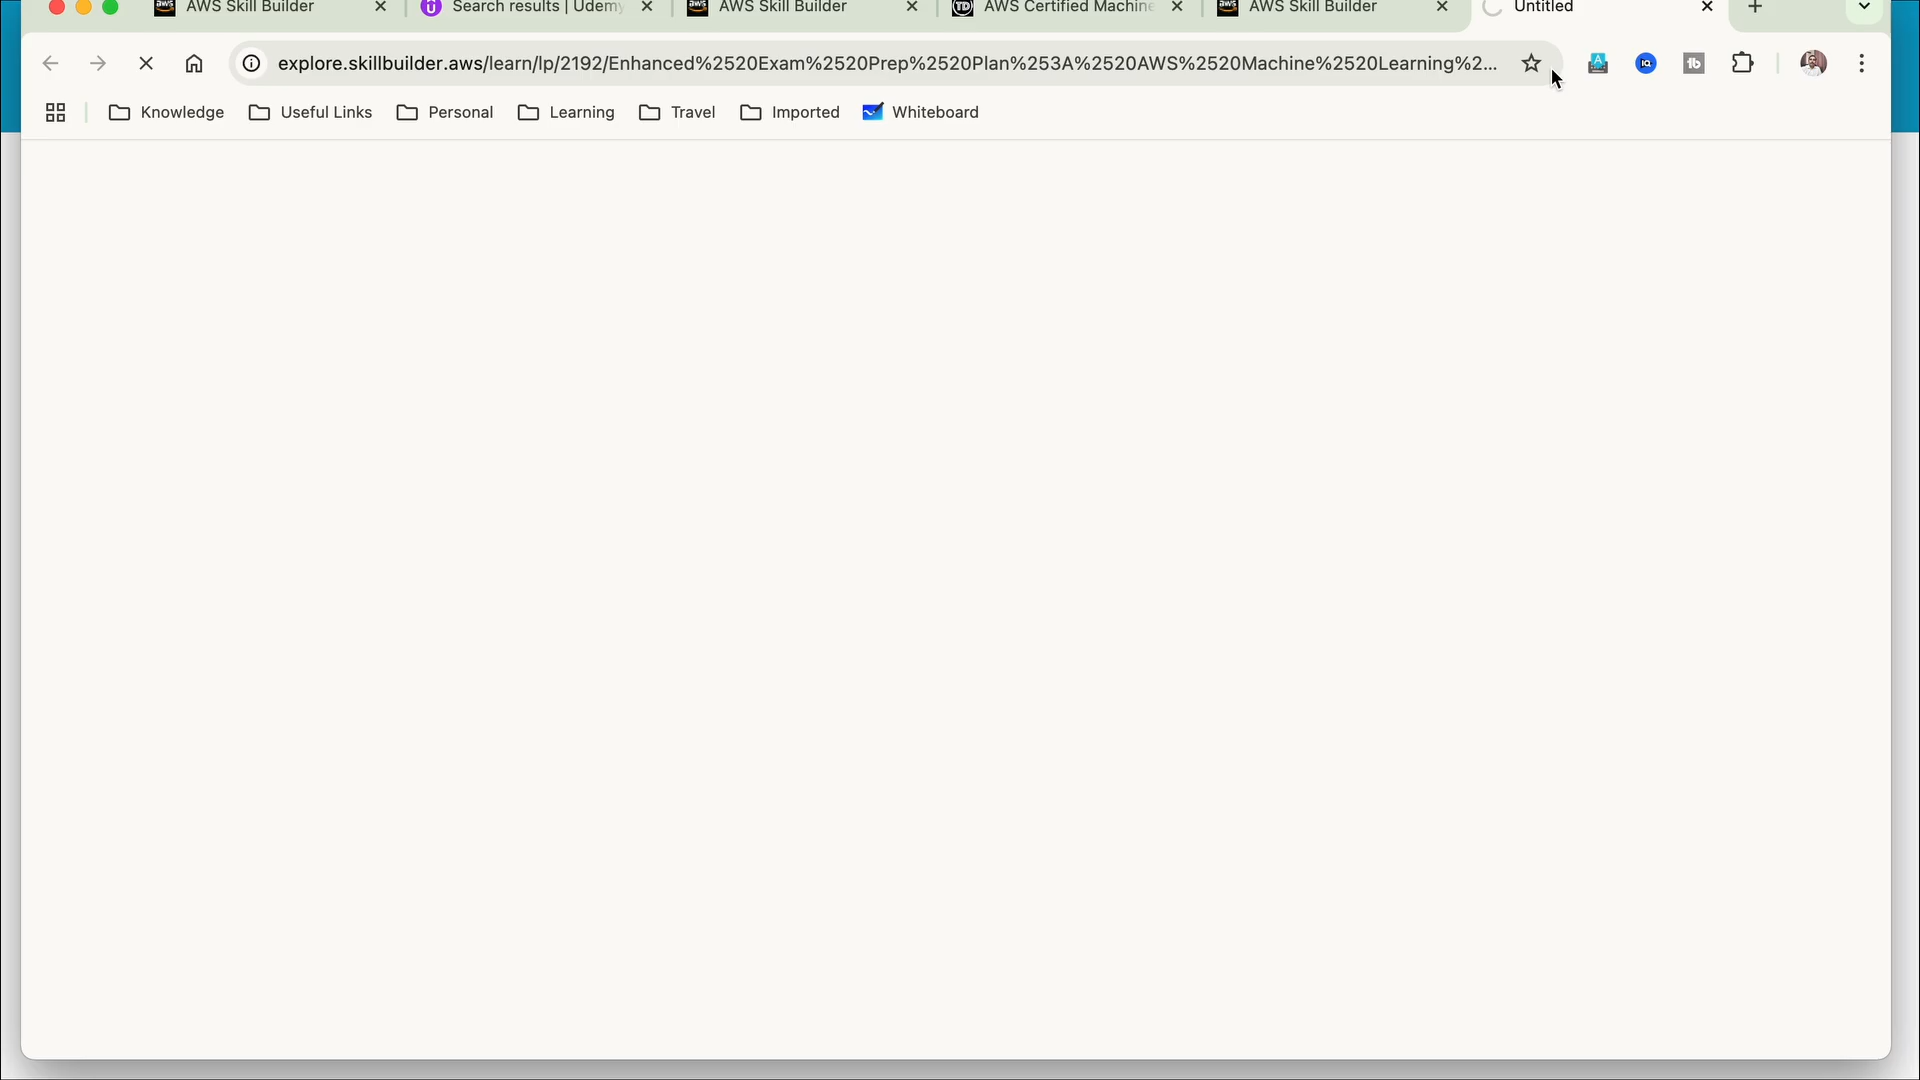 AWS Skill Builder
Search results | Udemy
AWS Skill Builder
AWS Certified Machine
AWS Skill Builder
Untitled
explore.skillbuilder.aws/learn/lp/2192/Enhanced%2520Exam%2520Prep%2520Plan%253A%2520AWS%2520Machine%2520Learning%2...
Knowledge
Useful Links
Personal
Learning
Travel
Imported
Whiteboard